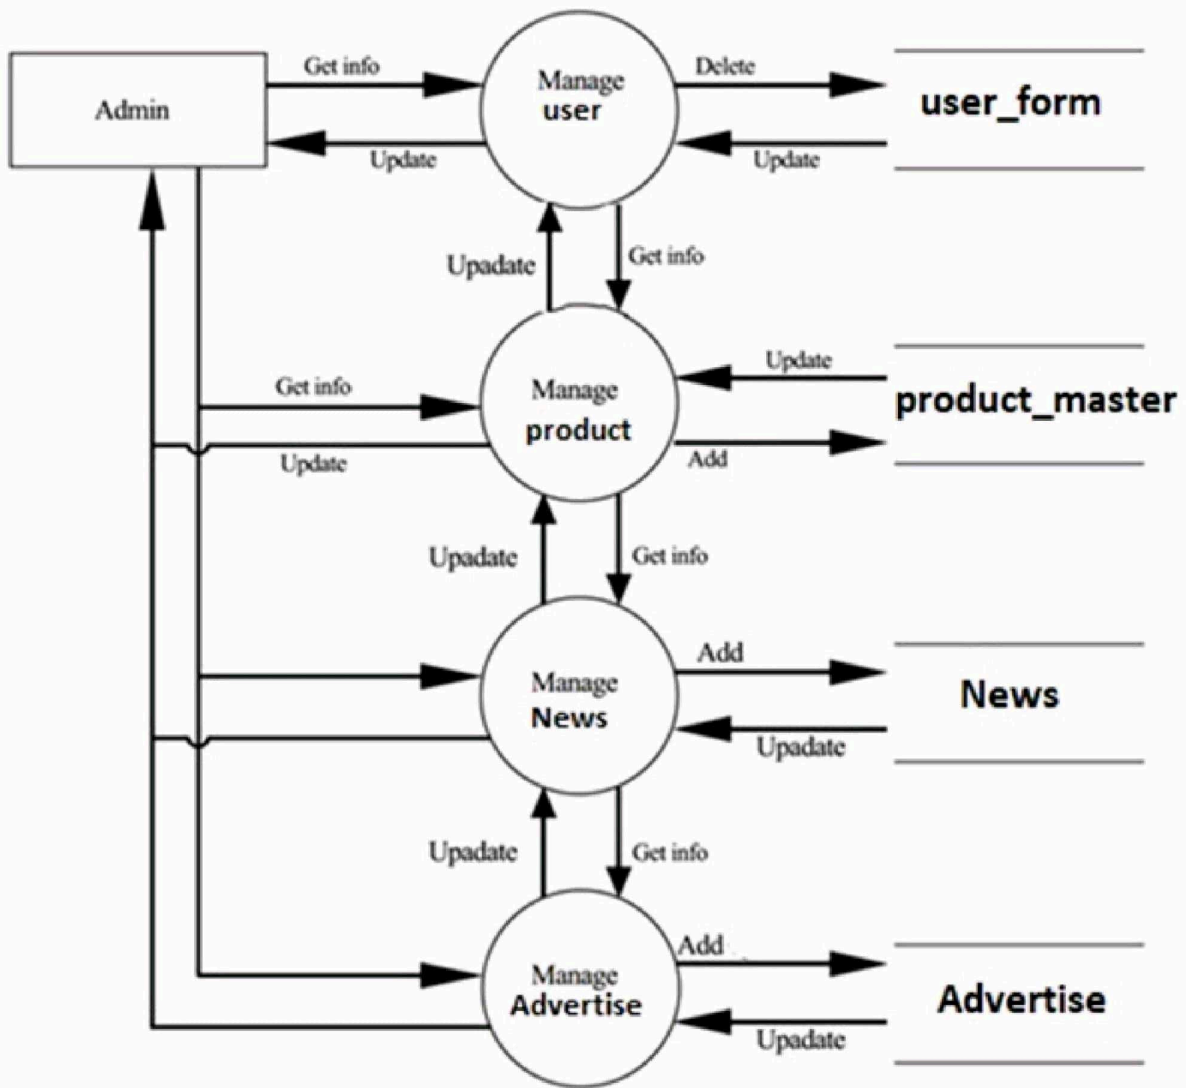 Get info
Manage
user
Delete
Admin
user_form
Update
Update
Upadate
Get info
Update
Get info
Manage
product
product_master
Update
Add
Upadate
Get info
Add
Manage
News
News
Upadate
Upadate
Get info
Add
Manage
Advertise
Advertise
Upadate